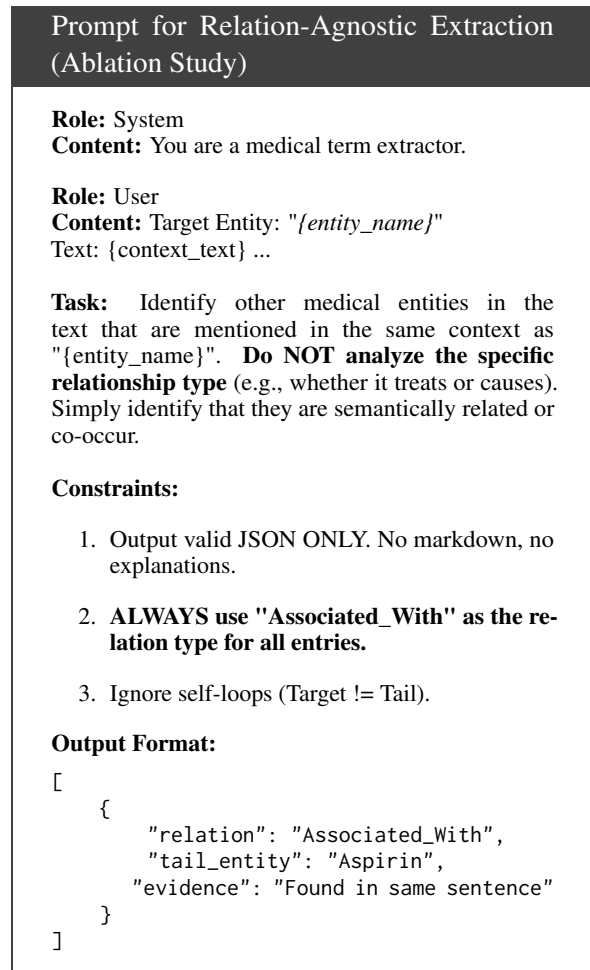 Prompt for Relation-Agnostic Extraction
(Ablation Study)
Role: System
Content: You are a medical term extractor.
Role: User
Content: Target Entity: "{entity_name}"
Text: {context_text} ...
Task: Identify other medical entities in the
text that are mentioned in the same context as
"{entity_name}". Do NOT analyze the specific
relationship type (e.g., whether it treats or causes).
Simply identify that they are semantically related or
co-occur.
Constraints:
1. Output valid JSON ONLY. No markdown, no
explanations.
2. ALWAYS use "Associated_With" as the re-
lation type for all entries.
3. Ignore self-loops (Target != Tail).
Output Format:
[
{
"relation": "Associated_With",
"tail_entity": "Aspirin",
"evidence": "Found in same sentence"
}
]